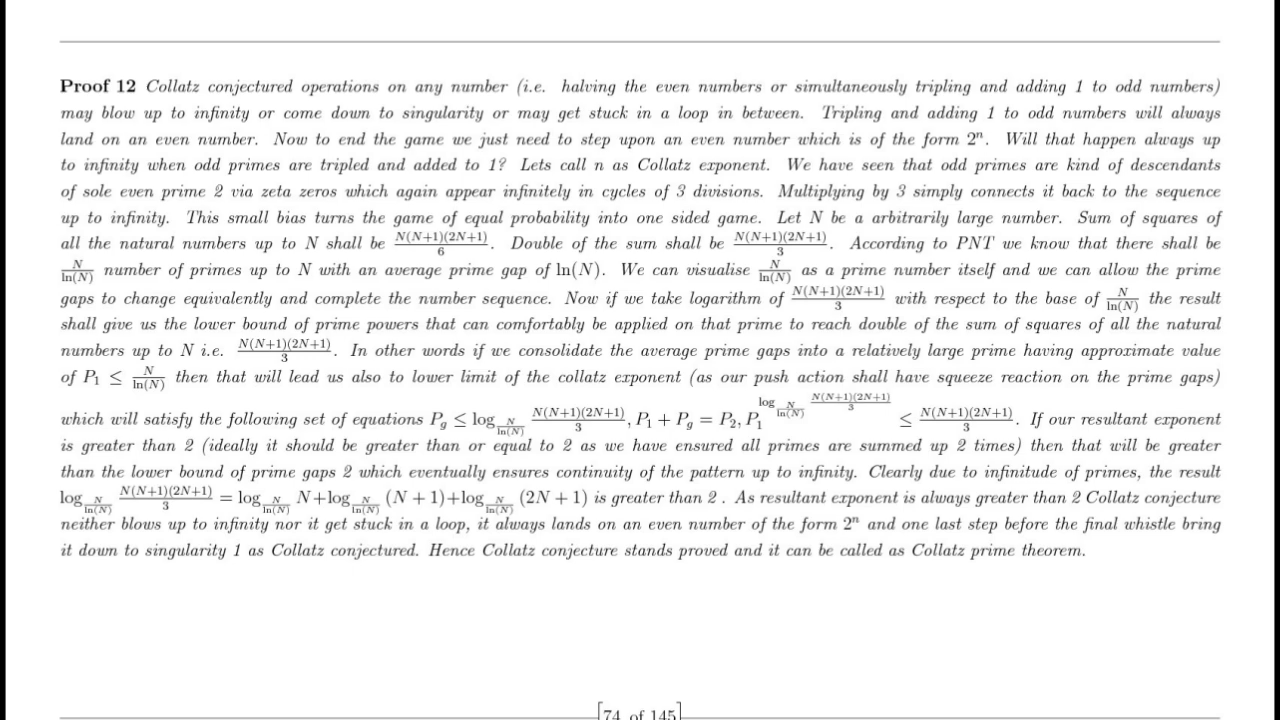 Proof 12 Collatz conjectured operations on any number (i.e. halving the even numbers or simultaneously tripling and adding 1 to odd numbers)
may blow up to infinity or come down to singularity or may get stuck in a loop in between. Tripling and adding 1 to odd numbers will always
land on an even number. Now to end the game we just need to step upon an even number which is of the form 2^n. Will that happen always up
to infinity when odd primes are tripled and added to 1? Lets call n as Collatz exponent. We have seen that odd primes are kind of descendants
of sole even prime 2 via zeta zeros which again appear infinitely in cycles of 3 divisions. Multiplying by 3 simply connects it back to the sequence
up to infinity. This small bias turns the game of equal probability into one sided game. Let N be a arbitrarily large number. Sum of squares of
all the natural numbers up to N shall be \frac{N(N+1)(2N+1)}{6}. Double of the sum shall be \frac{N(N+1)(2N+1)}{3}. According to PNT we know that there shall be
\frac{N}{\ln(N)} number of primes up to N with an average prime gap of ln(N). We can visualise \frac{N}{\ln(N)} as a prime number itself and we can allow the prime
gaps to change equivalently and complete the number sequence. Now if we take logarithm of \frac{N(N+1)(2N+1)}{3} with respect to the base of \frac{N}{\ln(N)} the result
shall give us the lower bound of prime powers that can comfortably be applied on that prime to reach double of the sum of squares of all the natural
numbers up to N i.e. \frac{N(N+1)(2N+1)}{3}. In other words if we consolidate the average prime gaps into a relatively large prime having approximate value
of P_1 ≤ \frac{N}{\ln(N)} then that will lead us also to lower limit of the collatz exponent (as our push action shall have squeeze reaction on the prime gaps)
which will satisfy the following set of equations P_g ≤ \log_{\frac{N}{\ln(N)}} \frac{N(N+1)(2N+1)}{3}, P_1 + P_g = P_2, P_1^{\log_{\frac{N}{\ln(N)}} \frac{N(N+1)(2N+1)}{3}} ≤ \frac{N(N+1)(2N+1)}{3}. If our resultant exponent
is greater than 2 (ideally it should be greater than or equal to 2 as we have ensured all primes are summed up 2 times) then that will be greater
than the lower bound of prime gaps 2 which eventually ensures continuity of the pattern up to infinity. Clearly due to infinitude of primes, the result
\log_{\frac{N}{\ln(N)}} \frac{N(N+1)(2N+1)}{3} = \log_{\frac{N}{\ln(N)}} N + \log_{\frac{N}{\ln(N)}} (N + 1) + \log_{\frac{N}{\ln(N)}} (2N + 1) is greater than 2 . As resultant exponent is always greater than 2 Collatz conjecture
neither blows up to infinity nor it get stuck in a loop, it always lands on an even number of the form 2^n and one last step before the final whistle bring
it down to singularity 1 as Collatz conjectured. Hence Collatz conjecture stands proved and it can be called as Collatz prime theorem.
74 of 145